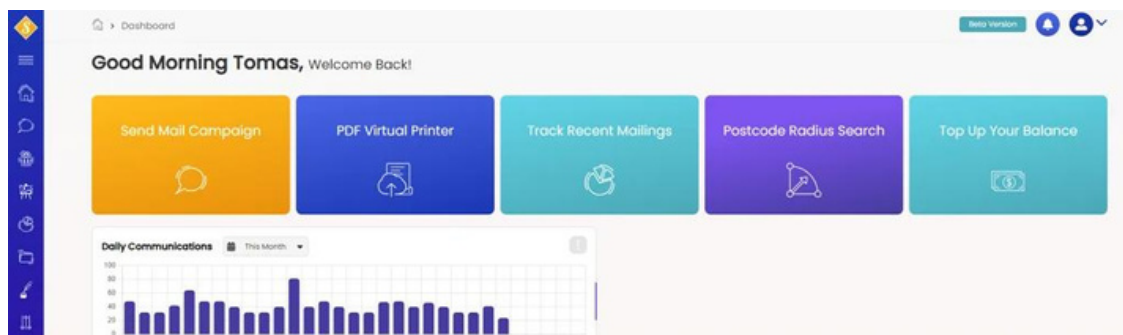 Dashboard
Beta Version
Good Morning Tomas, Welcome Back!
Send Mail Campaign
PDF Virtual Printer
Track Recent Mailings
Postcode Radius Search
Top Up Your Balance
Daily Communications
This Month
100
80
60
40
20
0